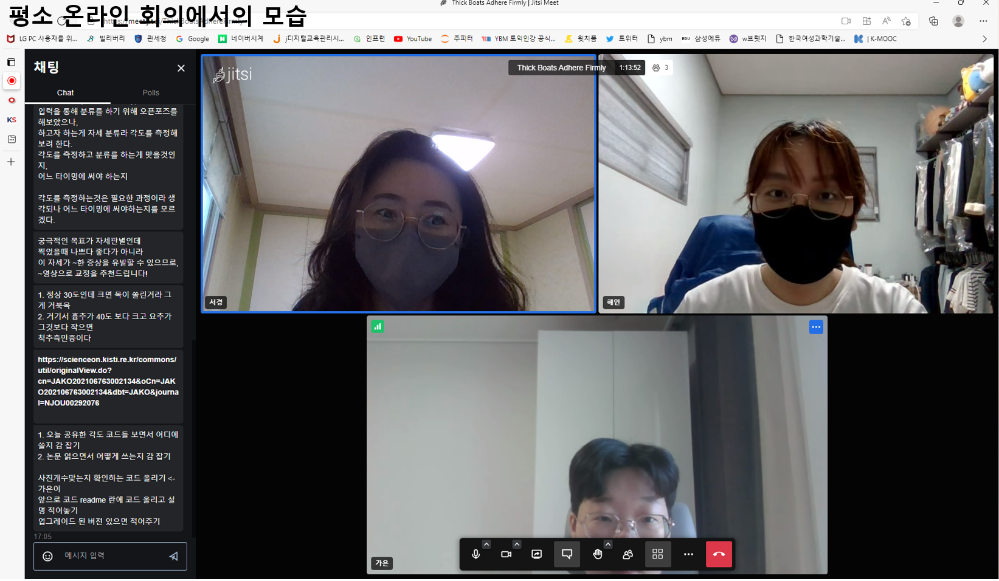 평소 온라인 회의에서의 모습
Thick Boats Adhere Firmly | Jitsi Meet
LG PC 사용자를 위...
빌리버리
관세청
Google
네이버시계
j디지털교육관리시...
인프런
YouTube
주피터
YBM 토익인강 공식...
윗치폼
트위터
ybm
EDU 삼성에듀
w브릿지
한국여성과학기술...
| K-MOOC
KS
채팅
Chat
Polls
입력을 통해 분류를 하기 위해 오픈포즈를
해보았으나,
하고자 하는게 자세 분류라 각도를 측정해
보려 한다.
각도를 측정하고 분류를 하는게 맞을것인
지,
어느 타이밍에 써야 하는지
각도를 측정하는것은 필요한 과정이라 생
각되나 어느 타이밍에 써야하는지를 모르
겠다.
궁극적인 목표가 자세판별인데
찍었을때 나쁘다 좋다가 아니라
이 자세가 ~한 증상을 유발할 수 있으므로,
~영상으로 교정을 추천드립니다!
1. 정상 30도인데 크면 목이 쏠린거라 그
게 거북목
2. 거기서 흉추가 40도 보다 크고 요추가
그것보다 작으면
척추측만증이다
https://scienceon.kisti.re.kr/commons/
util/originalView.do?
cn=JAKO202106763002134&oCn=JAK
O202106763002134&dbt=JAKO&journa
l=NJOU00292076
1. 오늘 공유한 각도 코드들 보면서 어디에
쓸지 감 잡기
2. 논문 읽으면서 어떻게 쓰는지 감 잡기
사진개수맞는지 확인하는 코드 올리기 <-
가은이
앞으로 코드 readme 란에 코드 올리고 설
명 적어놓기
업그레이드 된 버전 있으면 적어주기
17:05
메시지 입력
jitsi
Thick Boats Adhere Firmly
1:13:52
3
서경
해인
가은